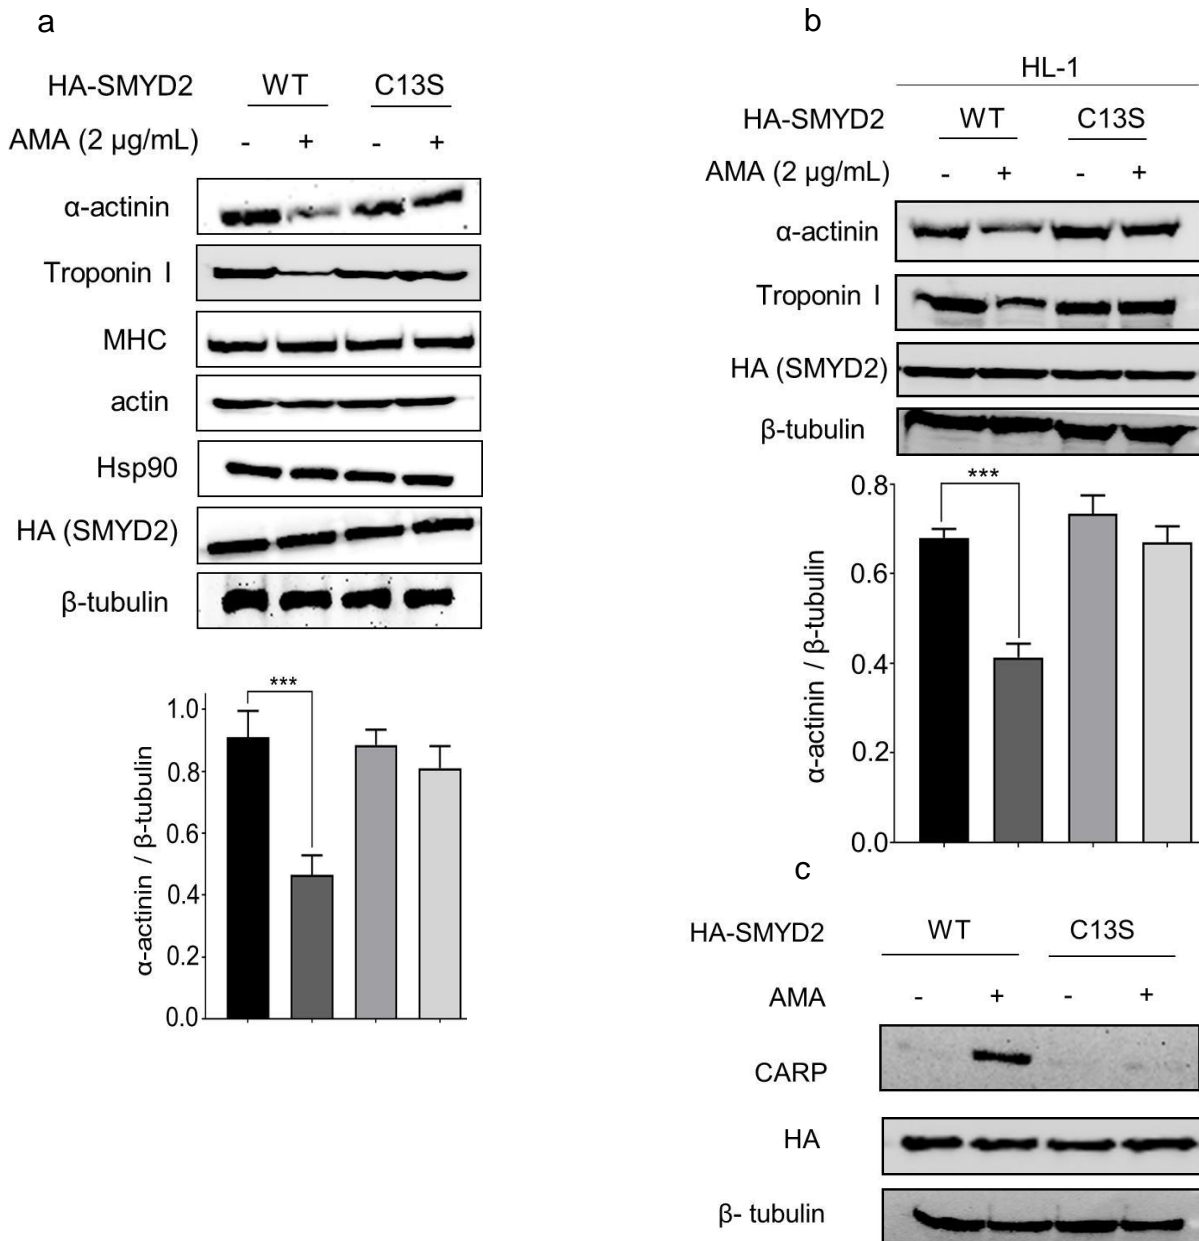 a
HA-SMYD2 WT C13S
AMA (2 µg/mL) - + - +
α-actinin
Troponin I
MHC
actin
Hsp90
HA (SMYD2)
β-tubulin
***
1.0
0.8
0.6
0.4
0.2
0.0
α-actinin / β-tubulin
b
HL-1
HA-SMYD2 WT C13S
AMA (2 µg/mL) - + - +
α-actinin
Troponin I
HA (SMYD2)
β-tubulin
***
0.8
0.6
0.4
0.2
0.0
α-actinin / β-tubulin
c
HA-SMYD2 WT C13S
AMA - + - +
CARP
HA
β- tubulin